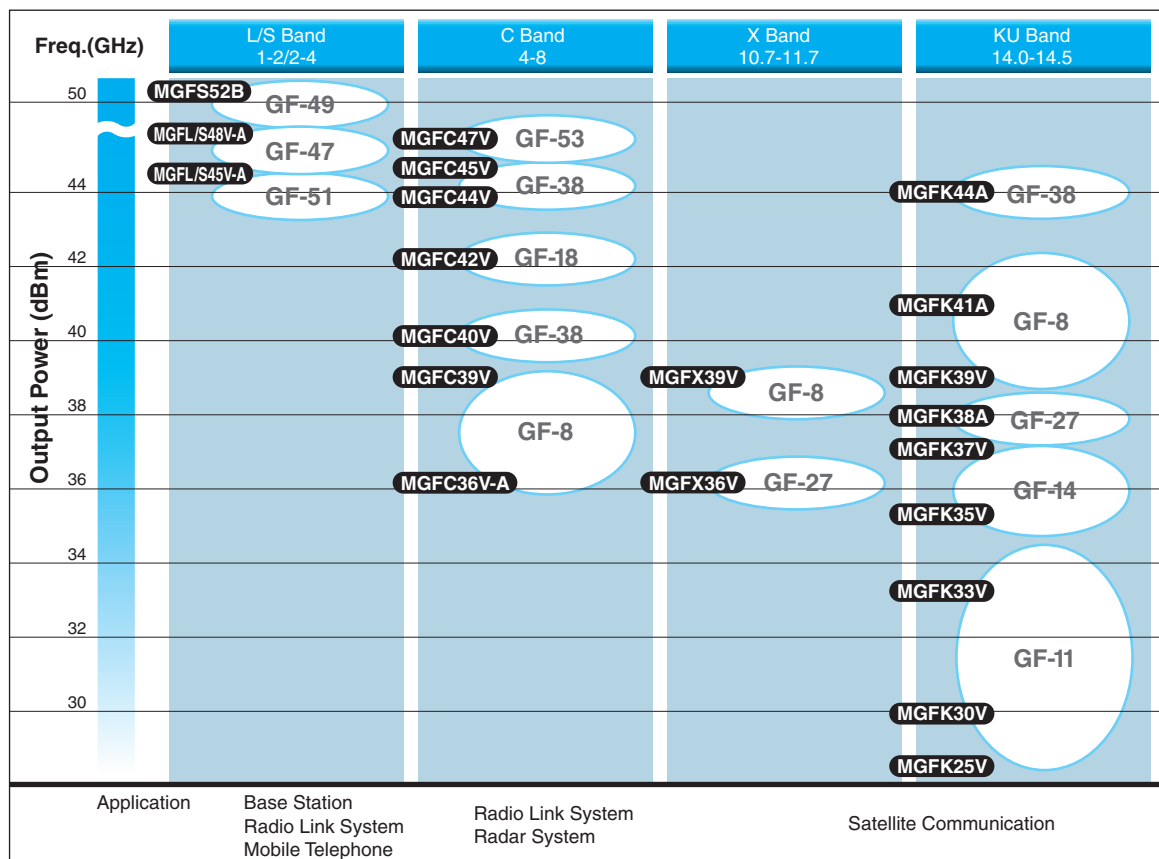 Freq.(GHz)
L/S Band
1-2/2-4
C Band
4-8
X Band
10.7-11.7
KU Band
14.0-14.5
Output Power (dBm)
50
44
42
40
38
36
34
32
30
MGFS52B
GF-49
MGFL/S48V-A
GF-47
MGFL/S45V-A
GF-51
MGFC47V
GF-53
MGFC45V
GF-38
MGFC44V
MGFC42V
GF-18
MGFC40V
GF-38
MGFC39V
GF-8
MGFC36V-A
MGFX39V
GF-8
MGFX36V
GF-27
MGFK44A
GF-38
MGFK41A
GF-8
MGFK39V
MGFK38A
GF-27
MGFK37V
GF-14
MGFK35V
MGFK33V
GF-11
MGFK30V
MGFK25V
Application
Base Station
Radio Link System
Mobile Telephone
Radio Link System
Radar System
Satellite Communication